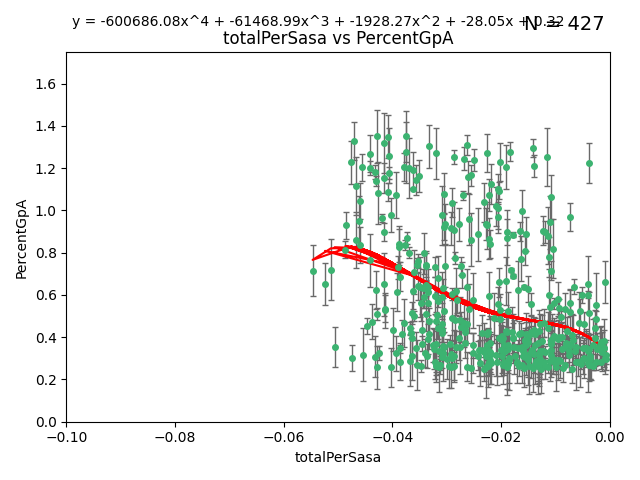 y = -600686.08x^4 + -61468.99x^3 + -1928.27x^2 + -28.05x + 0.32
N = 427
totalPerSasa vs PercentGpA
1.6
1.4
1.2
1.0
0.8
0.6
0.4
0.2
0.0
PercentGpA
−0.10 −0.08 −0.06 −0.04 −0.02 0.00
totalPerSasa